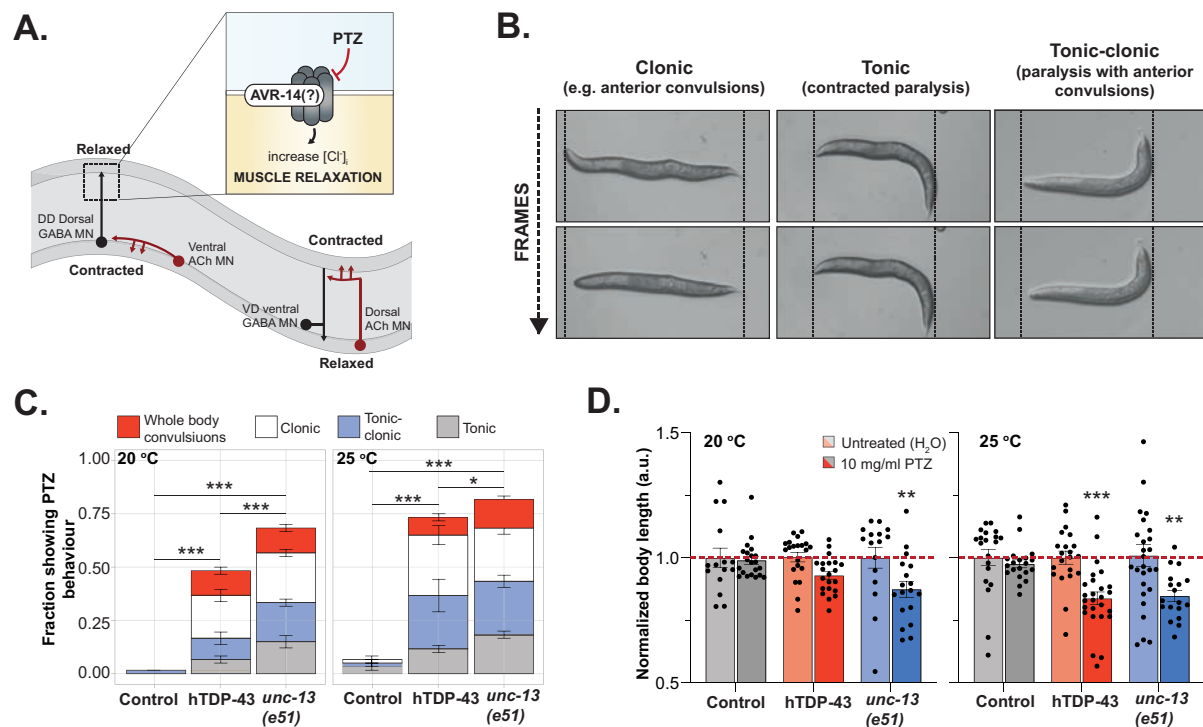 A.
PTZ
AVR-14(?)
increase [Cl-]i
MUSCLE RELAXATION
Relaxed
DD Dorsal
GABA MN
Contracted
Ventral
ACh MN
Contracted
VD ventral
GABA MN
Dorsal
ACh MN
Relaxed
B.
Clonic
(e.g. anterior convulsions)
Tonic
(contracted paralysis)
Tonic-clonic
(paralysis with anterior
convulsions)
FRAMES
C.
Whole body
convulsiuons
Clonic
Tonic-
clonic
Tonic
Fraction showing PTZ
behaviour
1.00
0.75
0.50
0.25
0.00
20 °C
***
***
***
Control
hTDP-43
unc-13
(e51)
25 °C
***
***
*
Control
hTDP-43
unc-13
(e51)
D.
Normalized body length (a.u.)
1.5
1.0
0.5
20 °C
Untreated (H2O)
10 mg/ml PTZ
**
Control
hTDP-43
unc-13
(e51)
25 °C
***
**
Control
hTDP-43
unc-13
(e51)